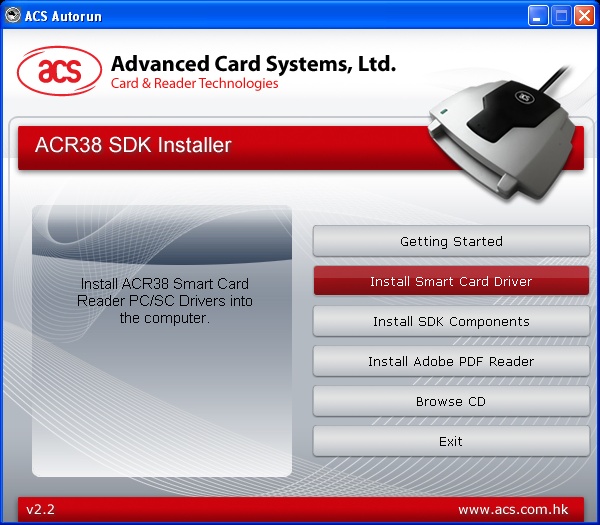 ACS Autorun
acs
Advanced Card Systems, Ltd.
Card & Reader Technologies
ACS
ACR38 SDK Installer
Install ACR38 Smart Card
Reader PC/SC Drivers into
the computer.
Getting Started
Install Smart Card Driver
Install SDK Components
Install Adobe PDF Reader
Browse CD
Exit
v2.2
www.acs.com.hk